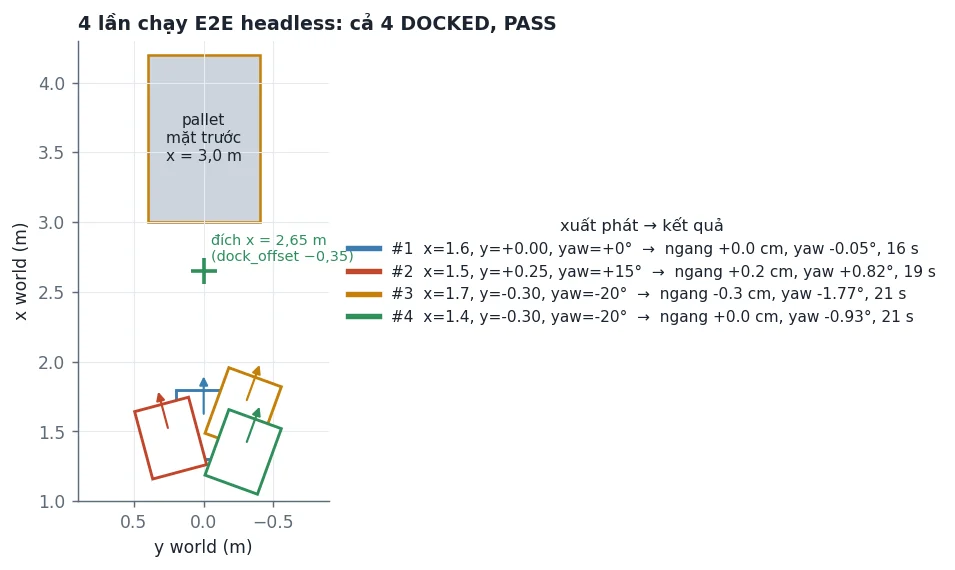 4 lần chạy E2E headless: cả 4 DOCKED, PASS
x world (m)
4.0
3.5
3.0
2.5
2.0
1.5
1.0
pallet
mặt trước
x = 3,0 m
đích x = 2,65 m
(dock_offset −0,35)
0.5
0.0
−0.5
y world (m)
xuất phát → kết quả
#1  x=1.6, y=+0.00, yaw=+0°  →  ngang +0.0 cm, yaw -0.05°, 16 s
#2  x=1.5, y=+0.25, yaw=+15°  →  ngang +0.2 cm, yaw +0.82°, 19 s
#3  x=1.7, y=-0.30, yaw=-20°  →  ngang -0.3 cm, yaw -1.77°, 21 s
#4  x=1.4, y=-0.30, yaw=-20°  →  ngang +0.0 cm, yaw -0.93°, 21 s